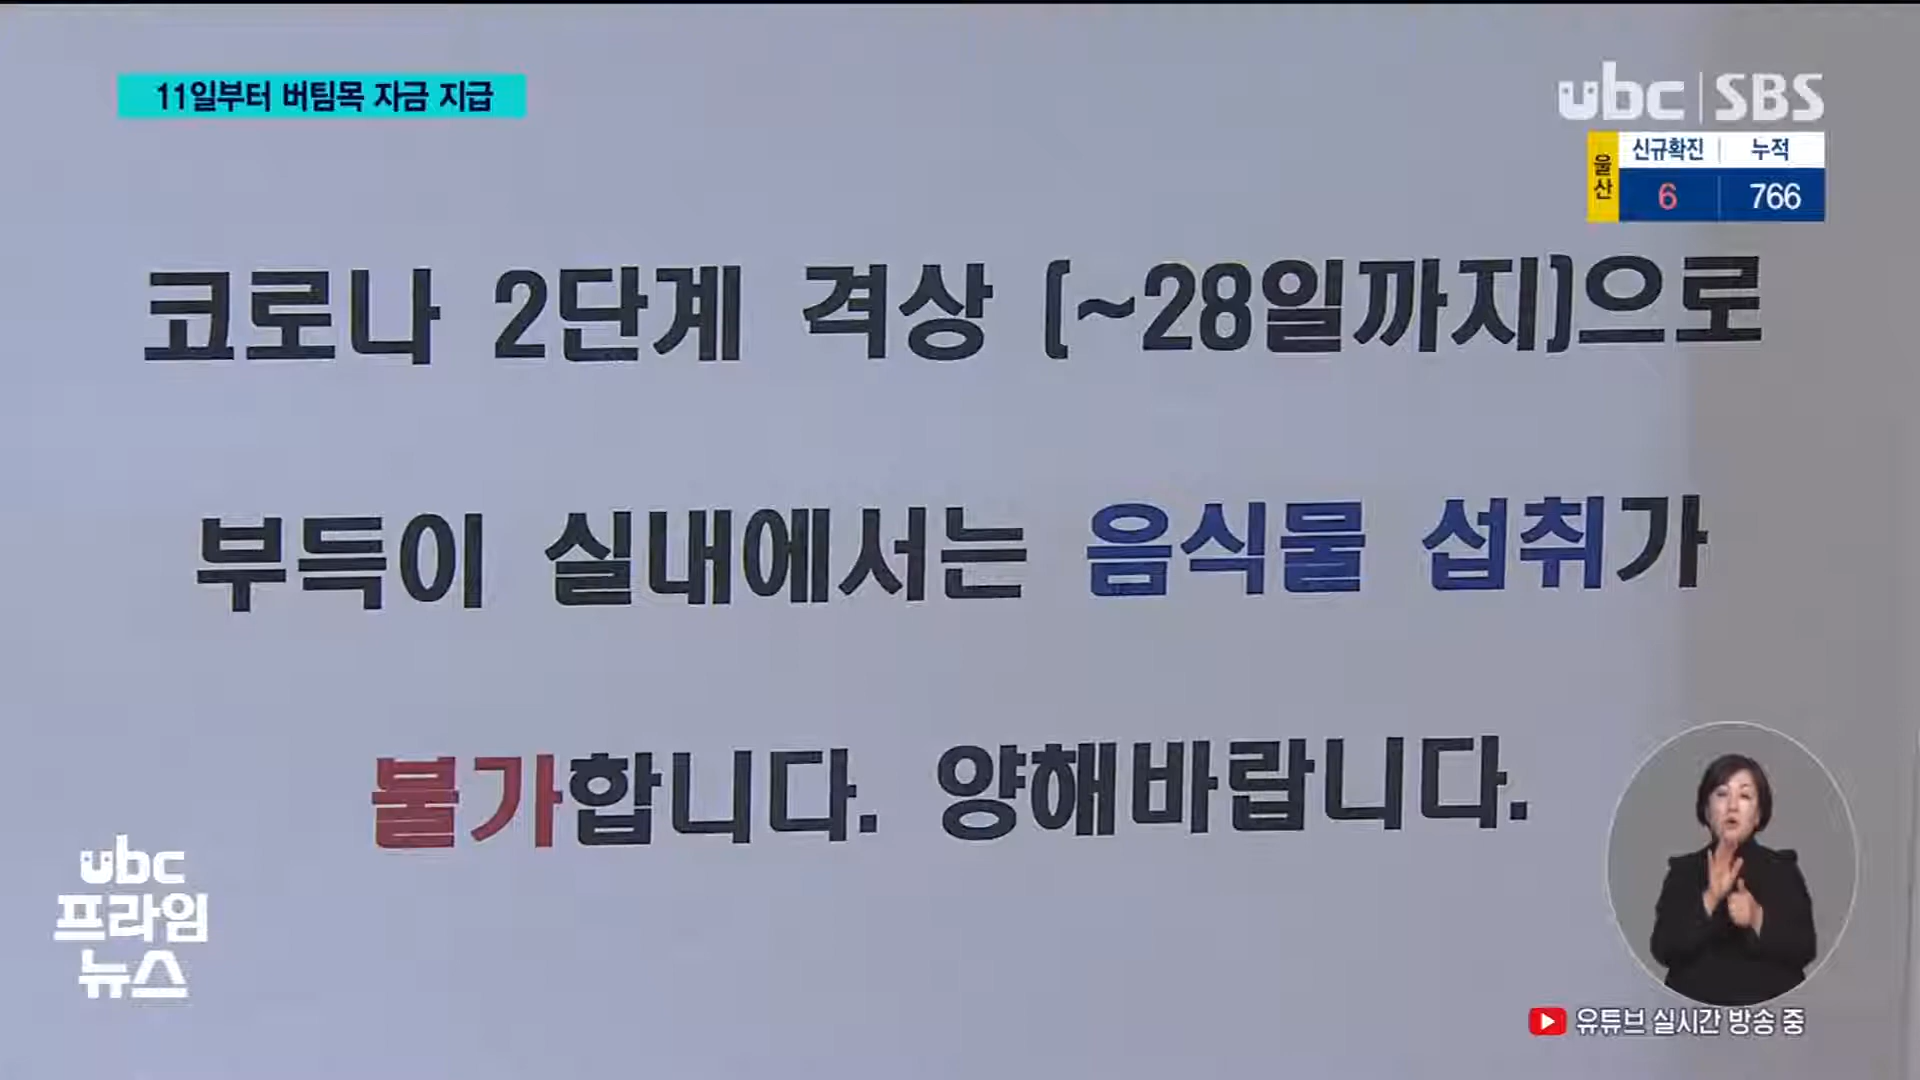 11일부터 버팀목 자금 지급
ubc SBS
울산
신규확진 누적
6 766
코로나 2단계 격상 (~28일까지)으로
부득이 실내에서는 음식물 섭취가
불가합니다. 양해바랍니다.
ubc
프라임
뉴스
유튜브 실시간 방송 중